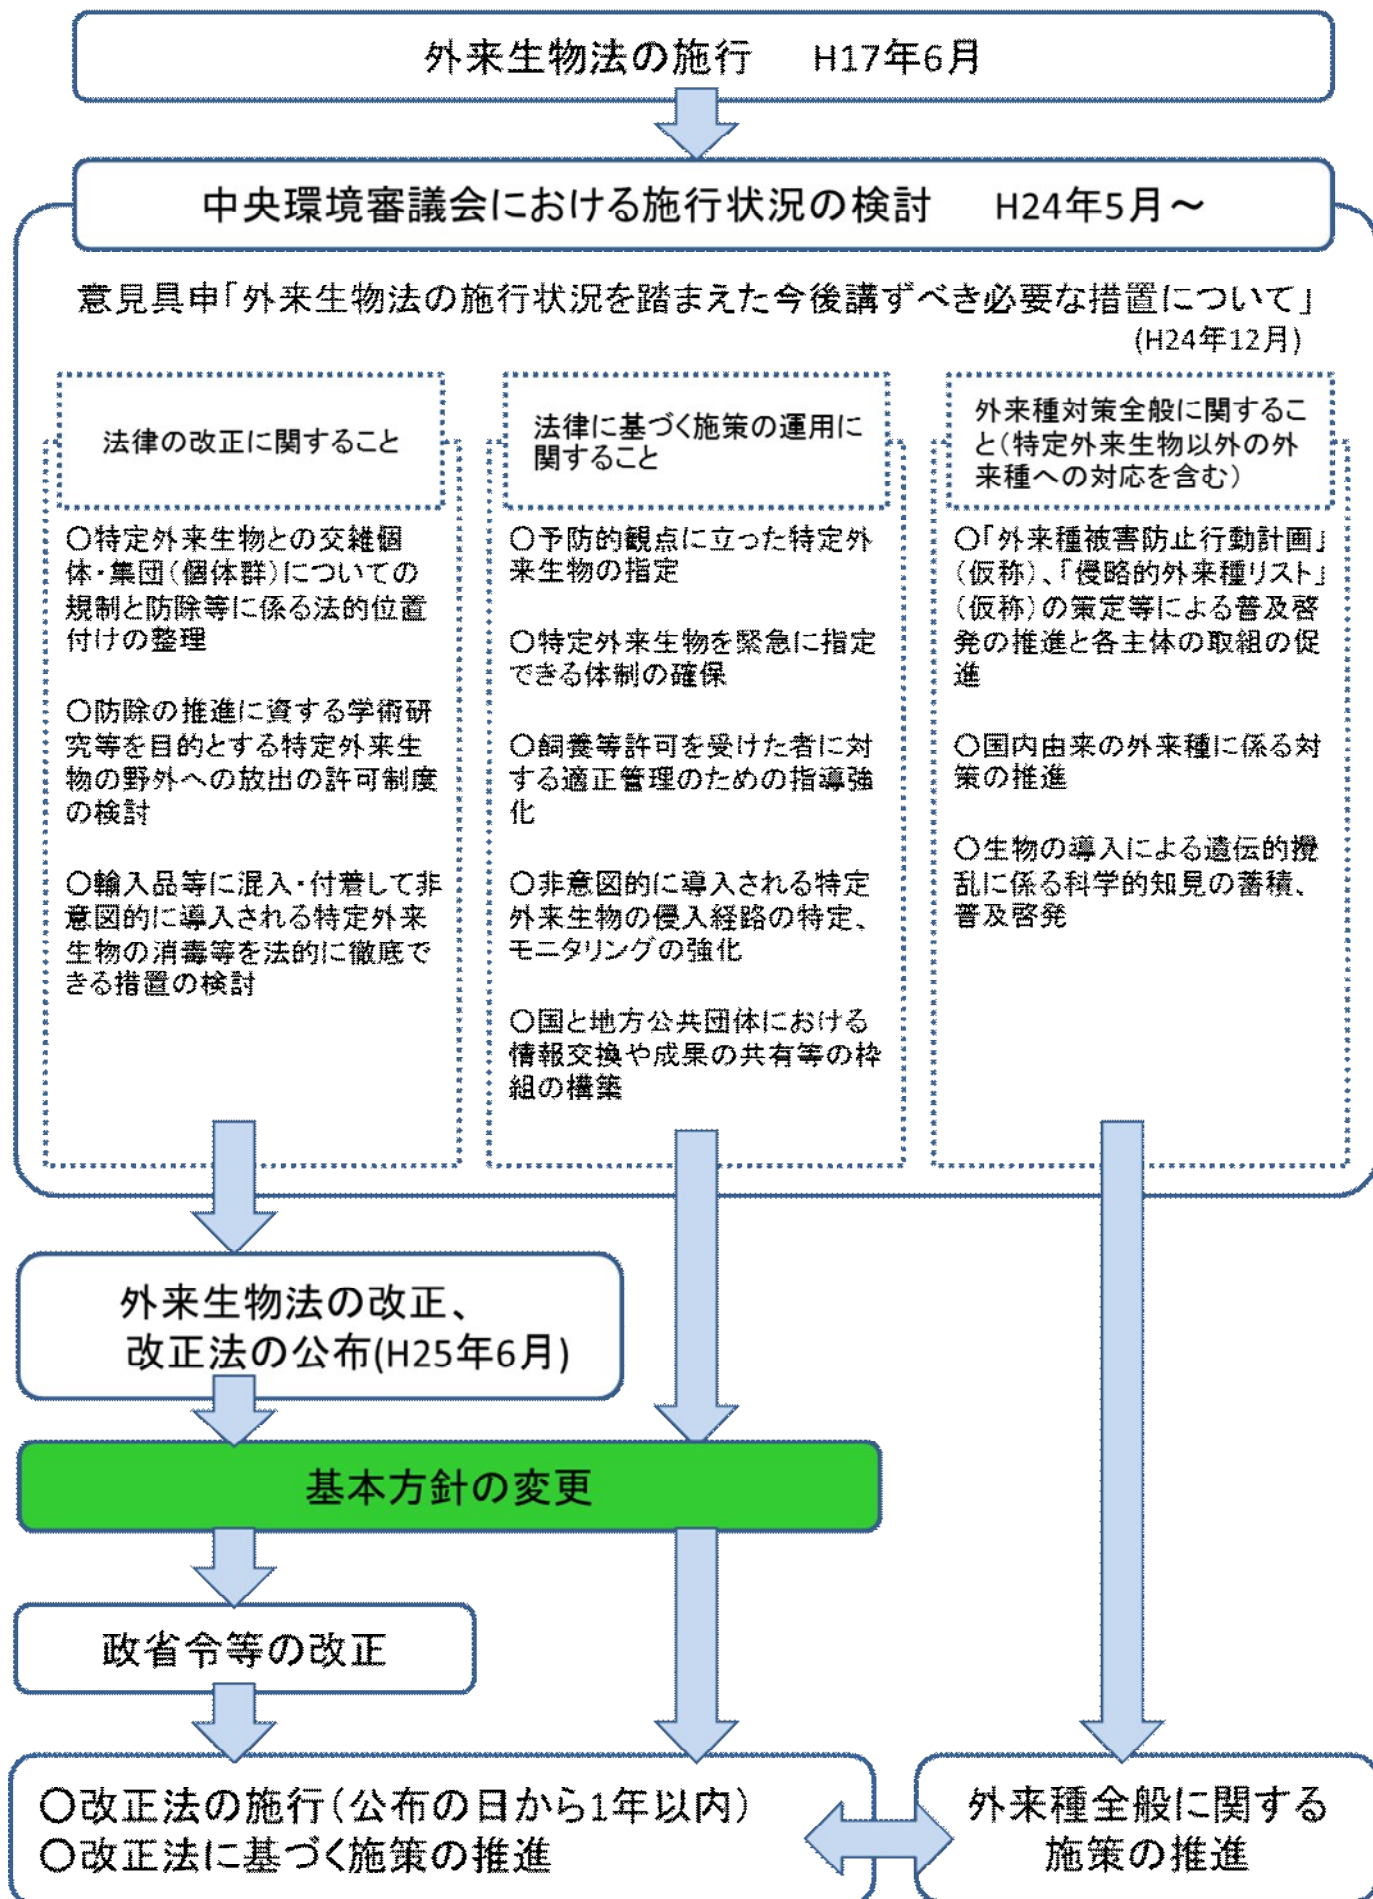 外来生物法の施行　H17年6月
中央環境審議会における施行状況の検討　H24年5月～
意見具申「外来生物法の施行状況を踏まえた今後講ずべき必要な措置について」
(H24年12月)
法律の改正に関すること
○特定外来生物との交雑個
体・集団(個体群)についての
規制と防除等に係る法的位置
付けの整理
○防除の推進に資する学術研
究等を目的とする特定外来生
物の野外への放出の許可制度
の検討
○輸入品等に混入・付着して非
意図的に導入される特定外来
生物の消毒等を法的に徹底で
きる措置の検討
法律に基づく施策の運用に
関すること
○予防的観点に立った特定外
来生物の指定
○特定外来生物を緊急に指定
できる体制の確保
○飼養等許可を受けた者に対
する適正管理のための指導強
化
○非意図的に導入される特定
外来生物の侵入経路の特定、
モニタリングの強化
○国と地方公共団体における
情報交換や成果の共有等の枠
組の構築
外来種対策全般に関するこ
と(特定外来生物以外の外
来種への対応を含む)
○「外来種被害防止行動計画」
(仮称)、「侵略的外来種リスト」
(仮称)の策定等による普及啓
発の推進と各主体の取組の促
進
○国内由来の外来種に係る対
策の推進
○生物の導入による遺伝的攪
乱に係る科学的知見の蓄積、
普及啓発
外来生物法の改正、
改正法の公布(H25年6月)
基本方針の変更
政省令等の改正
○改正法の施行(公布の日から1年以内)
○改正法に基づく施策の推進
外来種全般に関する
施策の推進